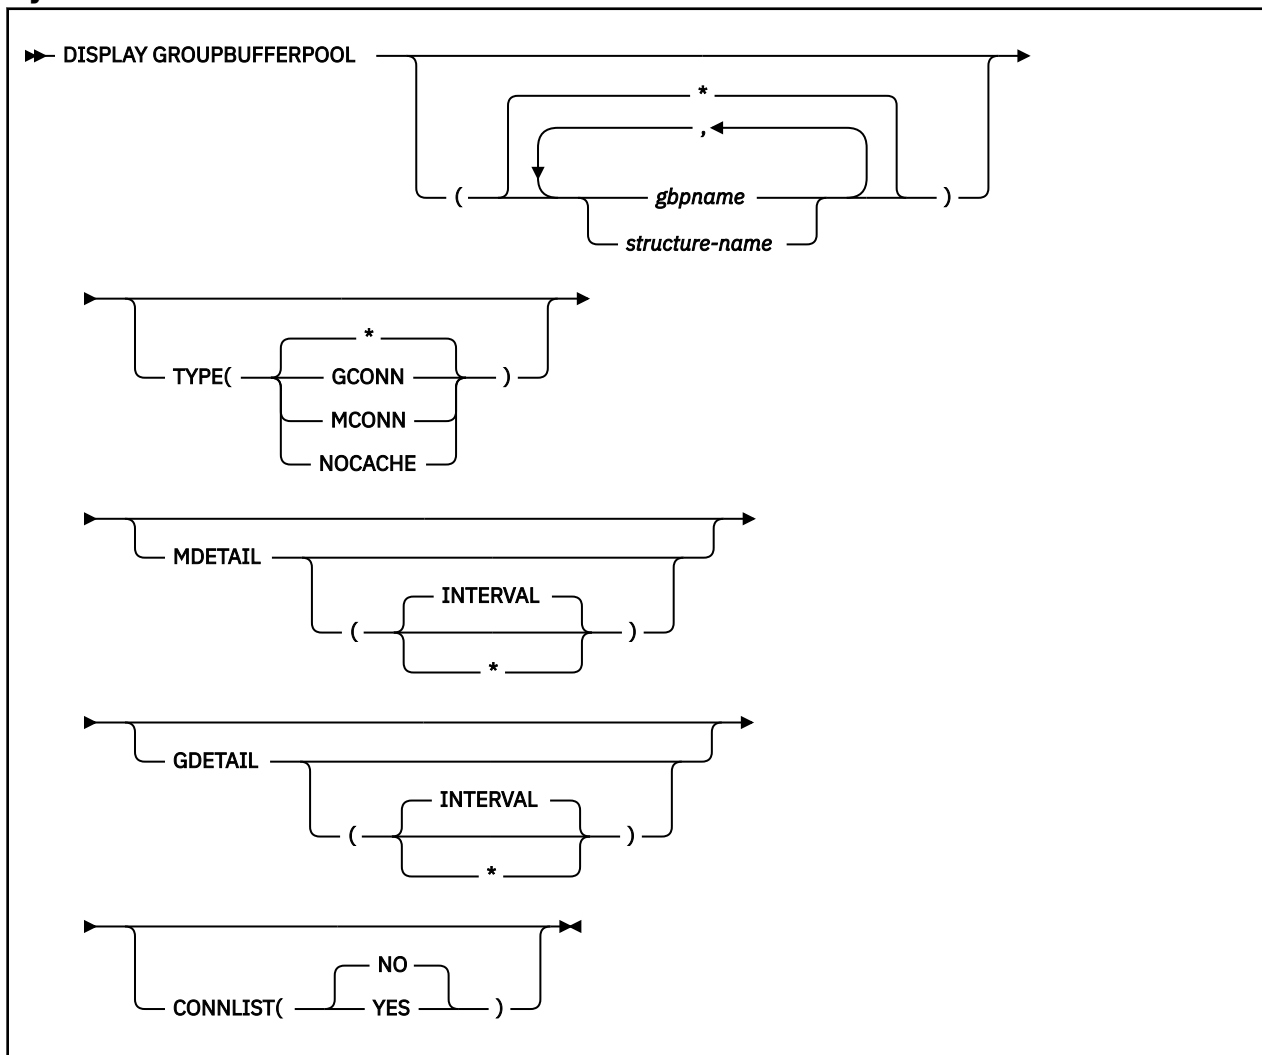 DISPLAY GROUPBUFFERPOOL
*
,
( gbpname )
structure-name
*
TYPE( GCONN )
MCONN
NOCACHE
MDETAIL
INTERVAL
( )
*
GDETAIL
INTERVAL
( )
*
NO
CONNLIST( YES )